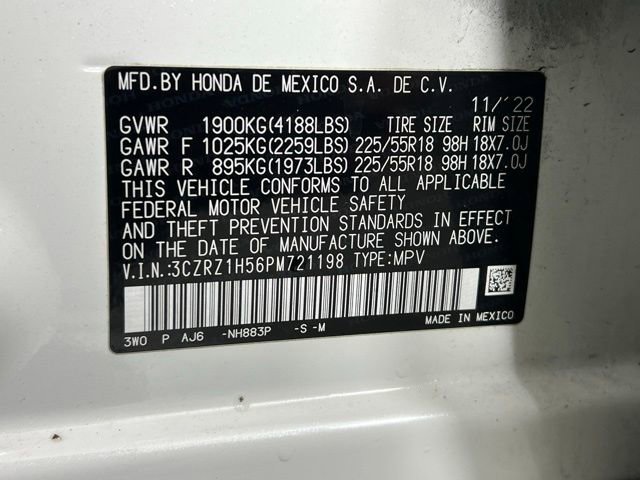 MFD.BY HONDA DE MEXICO S.A. DE C.V.
11/'22
GVWR 1900KG(4188LBS) TIRE SIZE RIM SIZE
GAWR F 1025KG(2259LBS) 225/55R18 98H 18X7.0J
GAWR R 895KG(1973LBS) 225/55R18 98H 18X7.0J
THIS VEHICLE CONFORMS TO ALL APPLICABLE
FEDERAL MOTOR VEHICLE SAFETY
AND THEFT PREVENTION STANDARDS IN EFFECT
ON THE DATE OF MANUFACTURE SHOWN ABOVE.
V.I.N.:3CZRZ1H56PM721198 TYPE:MPV
3WO P AJ6 -NH883P -S -M MADE IN MEXICO